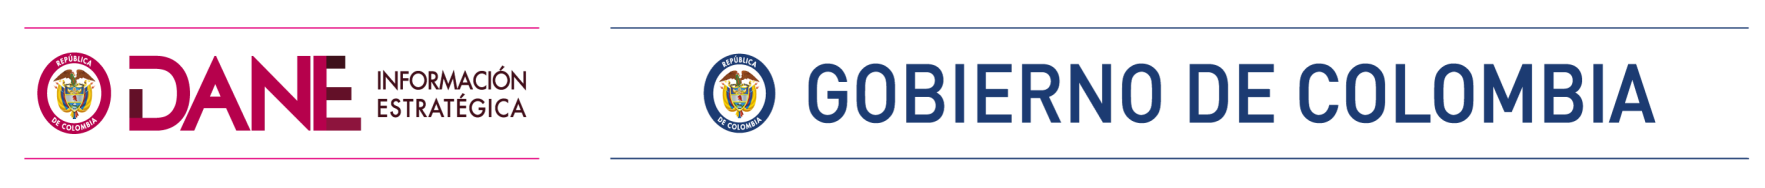 REPÚBLICA
DE COLOMBIA
DANE
INFORMACIÓN
ESTRATÉGICA
REPÚBLICA
DE COLOMBIA
GOBIERNO DE COLOMBIA